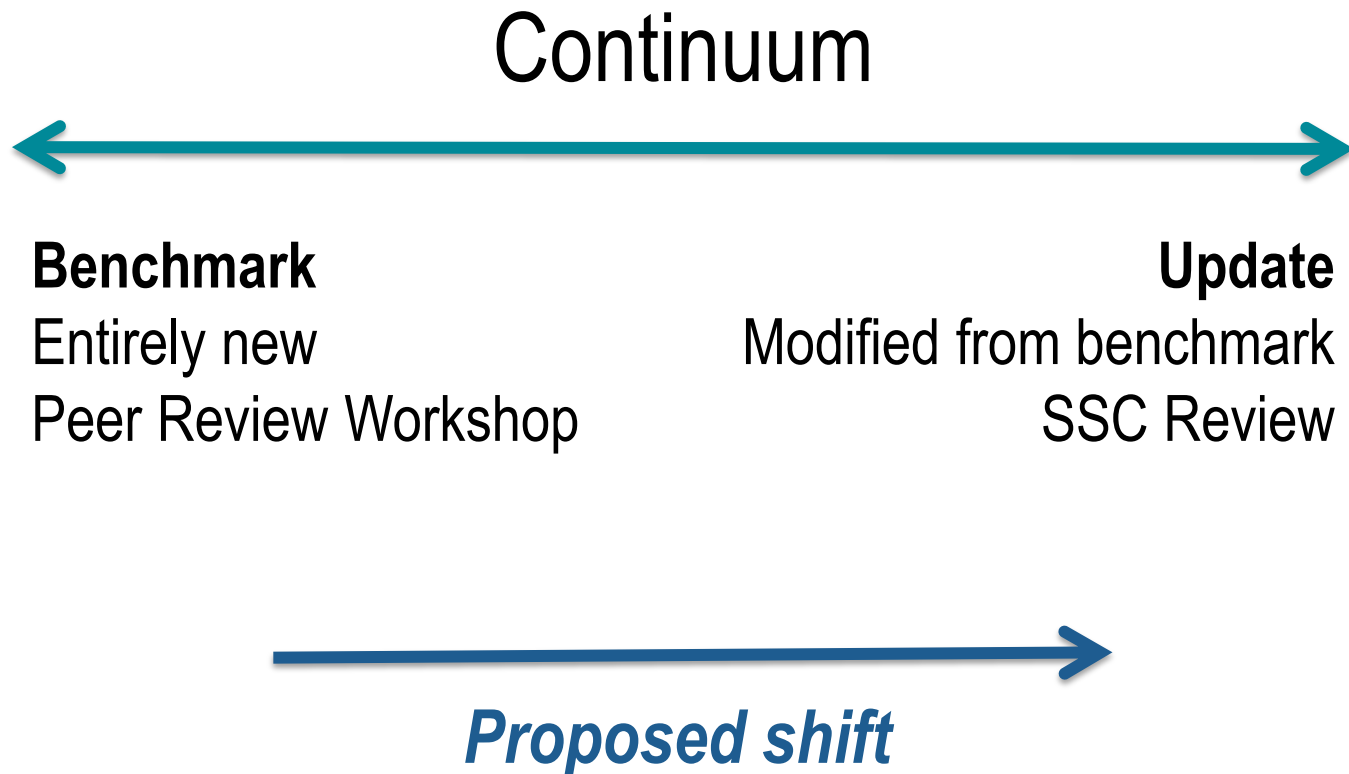 Continuum
Benchmark
Entirely new
Peer Review Workshop
Update
Modified from benchmark
SSC Review
Proposed shift